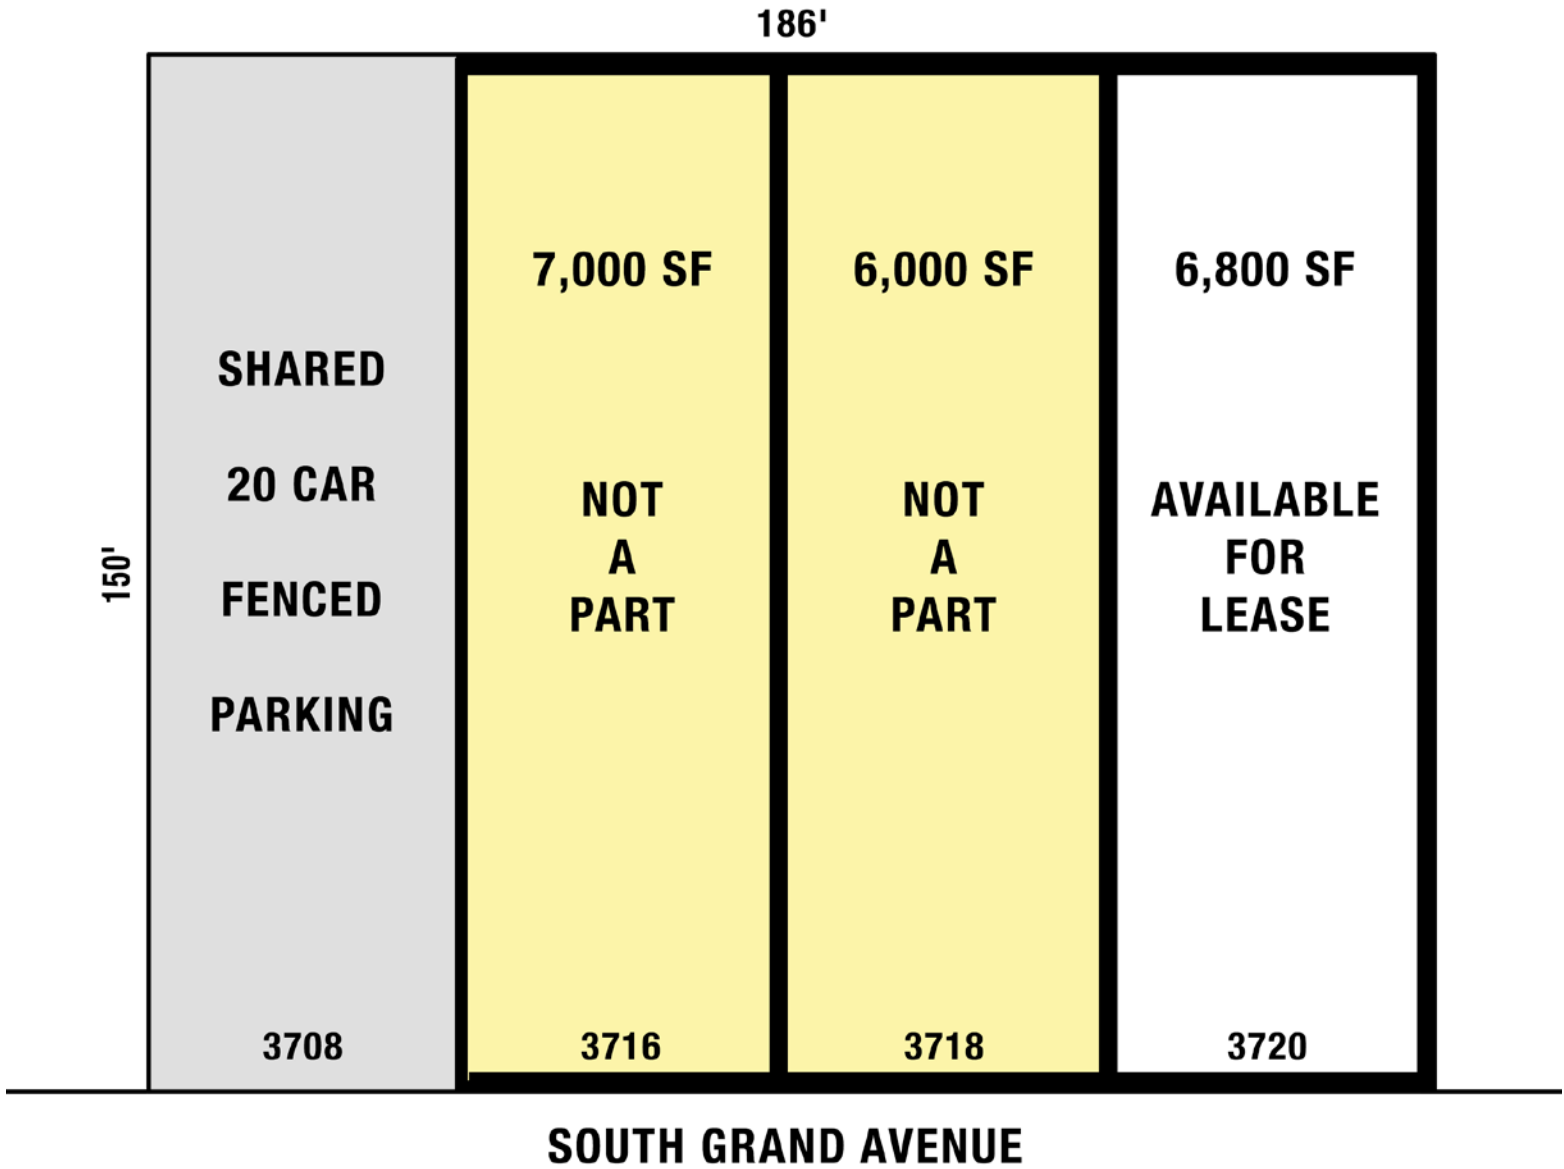 186'
150'
SHARED
20 CAR
FENCED
PARKING
3708
7,000 SF
NOT
A
PART
3716
6,000 SF
NOT
A
PART
3718
6,800 SF
AVAILABLE
FOR
LEASE
3720
SOUTH GRAND AVENUE